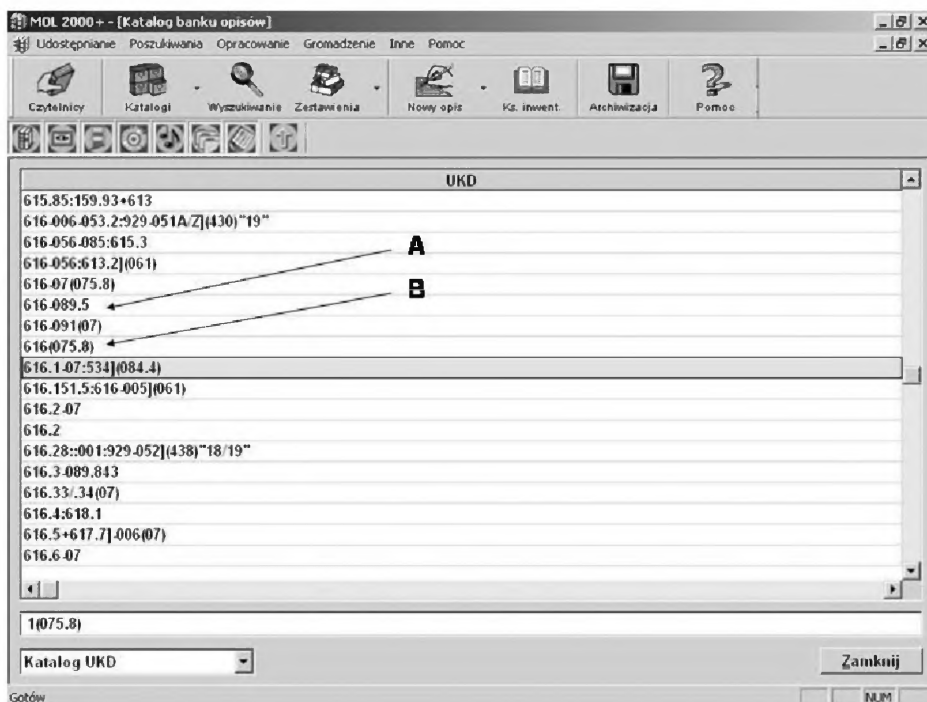 MOL 2000+ - [Katalog banku opisów]
Udostępnianie Poszukiwania Opracowanie Gromadzenie Inne Pomoc
Czytelnicy Katalogi Wyszukiwanie Zestawienia Nowy opis Ks. inwent. Archiwizacja Pomoc
UKD
615.85:159.93+613
616-006-053.2:929-051A/Z](430)"19"
616-056-085:615.3
A
616-056:613.2](061)
616-07(075.8)
B
616-089.5
616-091(07)
616(075.8)
616.1-07:534](084.4)
616.151.5:616-005](061)
616.2-07
616.2
616.28::001:929-052](438)"18/19"
616.3-089.843
616.33/.34(07)
616.4:618.1
616.5+617.7]-006(07)
616.6-07
1(075.8)
Katalog UKD Zamknij
Gotów NUM